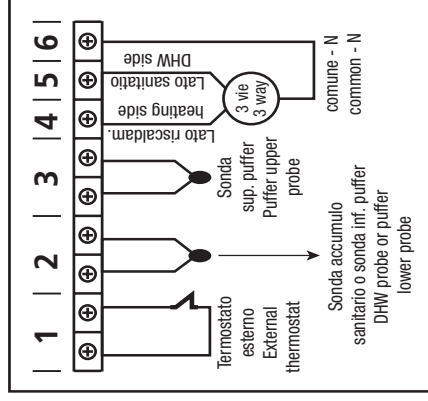 1 2 3 4 5 6
Termostato
esterno
External
thermostat
Sonda accumulo
sanitario o sonda inf. puffer
DHW probe or puffer
lower probe
Sonda
sup. puffer
Puffer upper
probe
Lato riscaldam.
heating side
Lato sanitatio
DHW side
3 vie
3 way
comune - N
common - N